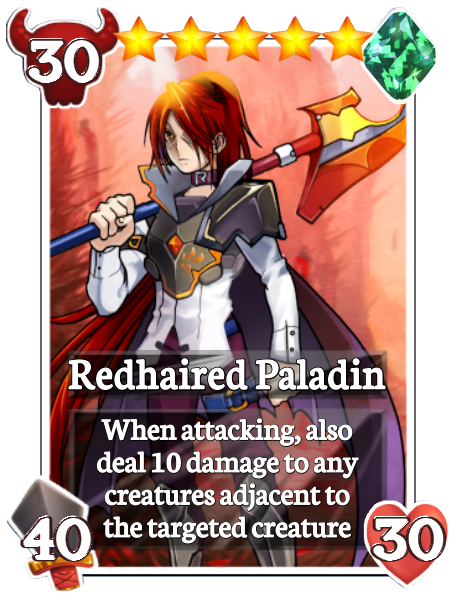 30
Redhaired Paladin
When attacking, also
deal 10 damage to any
creatures adjacent to
the targeted creature
40
30